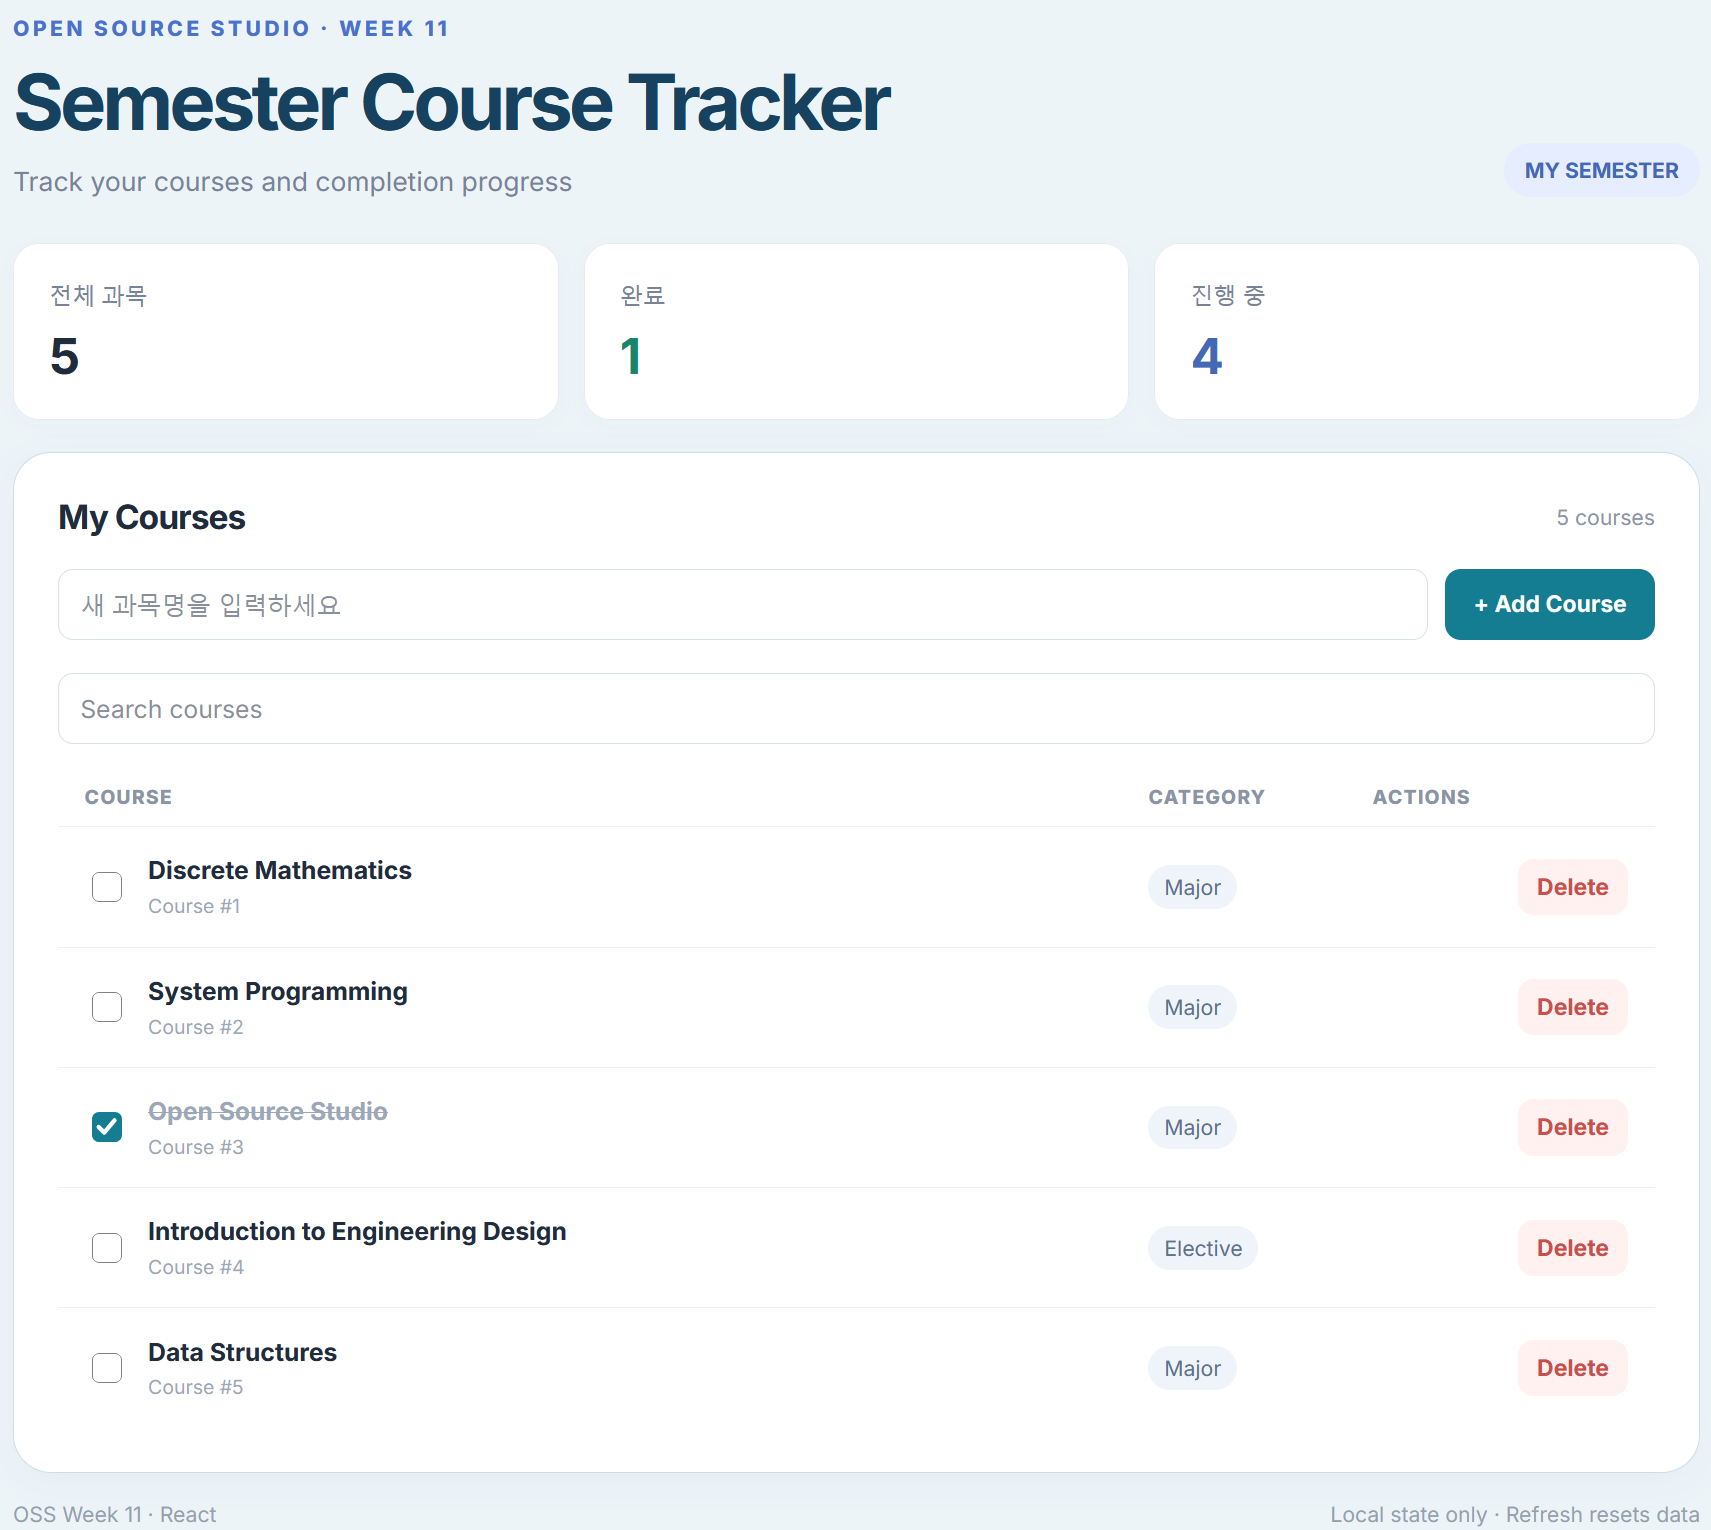 OPEN SOURCE STUDIO · WEEK 11
Semester Course Tracker
Track your courses and completion progress
MY SEMESTER
전체 과목
5
완료
1
진행 중
4
My Courses
5 courses
새 과목명을 입력하세요
+ Add Course
Search courses
COURSE CATEGORY ACTIONS
Discrete Mathematics
Course #1
Major
Delete
System Programming
Course #2
Major
Delete
Open Source Studio
Course #3
Major
Delete
Introduction to Engineering Design
Course #4
Elective
Delete
Data Structures
Course #5
Major
Delete
OSS Week 11 · React
Local state only · Refresh resets data